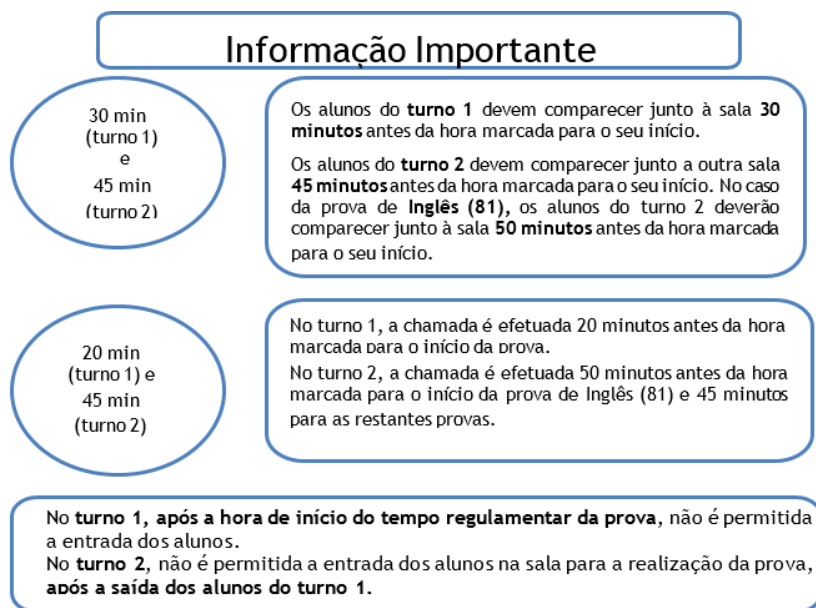 Informação Importante
30 min
(turno 1)
e
45 min
(turno 2)
Os alunos do turno 1 devem comparecer junto à sala 30
minutos antes da hora marcada para o seu início.
Os alunos do turno 2 devem comparecer junto a outra sala
45 minutos antes da hora marcada para o seu início. No caso
da prova de Inglês (81), os alunos do turno 2 deverão
comparecer junto à sala 50 minutos antes da hora marcada
para o seu início.
20 min
(turno 1) e
45 min
(turno 2)
No turno 1, a chamada é efetuada 20 minutos antes da hora
marcada para o início da prova.
No turno 2, a chamada é efetuada 50 minutos antes da hora
marcada para o início da prova de Inglês (81) e 45 minutos
para as restantes provas.
No turno 1, após a hora de início do tempo regulamentar da prova, não é permitida
a entrada dos alunos.
No turno 2, não é permitida a entrada dos alunos na sala para a realização da prova,
após a saída dos alunos do turno 1.